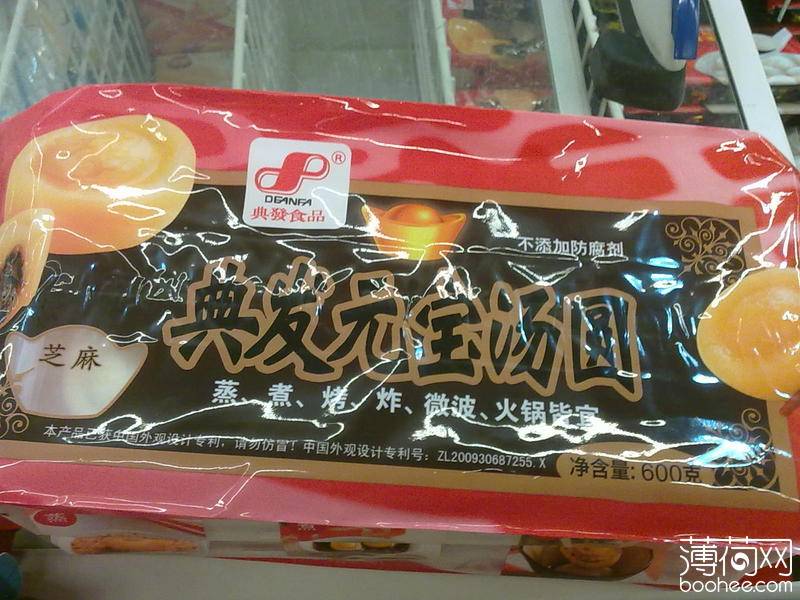 DEANFA
®
典發食品
不添加防腐剂
典发元宝汤圆
芝麻
蒸、煮、烤、炸、微波、火锅皆宜
本产品已获中国外观设计专利，请勿仿冒！中国外观设计专利号：ZL200930687255.X
净含量：600克
蒸
煮
薄荷网
boohee.com